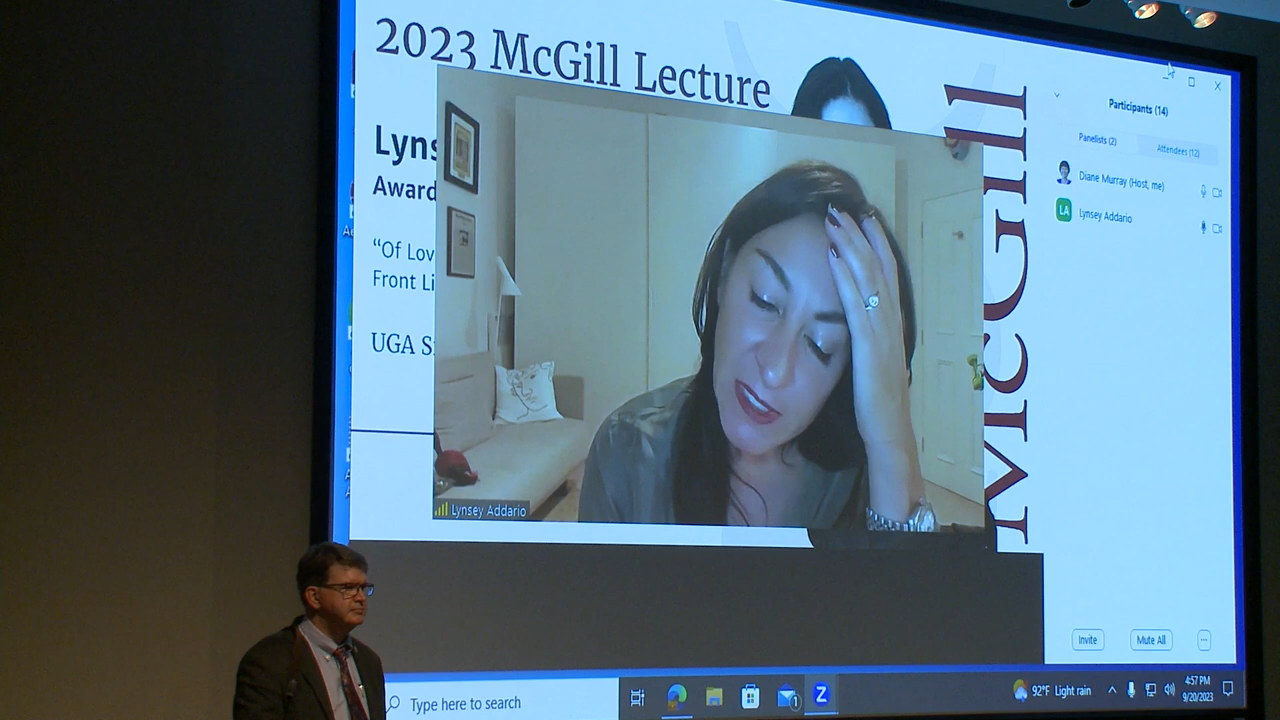 2023 McGill Lecture
Lyns
Award
“Of Lov
Front Li
UGA S
McGill
Lynsey Addario
Participants (14)
Panelists (2)
Attendees (12)
Diane Murray (Host, me)
LA
Lynsey Addario
Invite
Mute All
Type here to search
1
Z
92°F Light rain
4:57 PM
9/20/2023